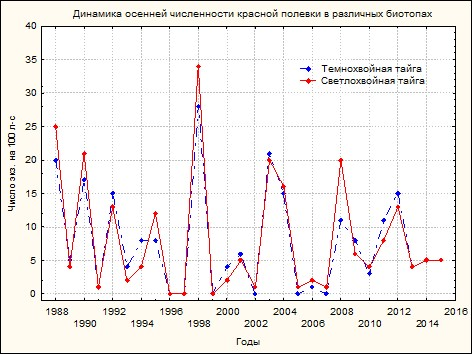 Динамика осенней численности красной полевки в различных биотопах
Число экз. на 100 л-с
40
35
30
25
20
15
10
5
0
Темнохвойная тайга
Светлохвойная тайга
1988 1992 1996 2000 2004 2008 2012 2016
1990 1994 1998 2002 2006 2010 2014
Годы